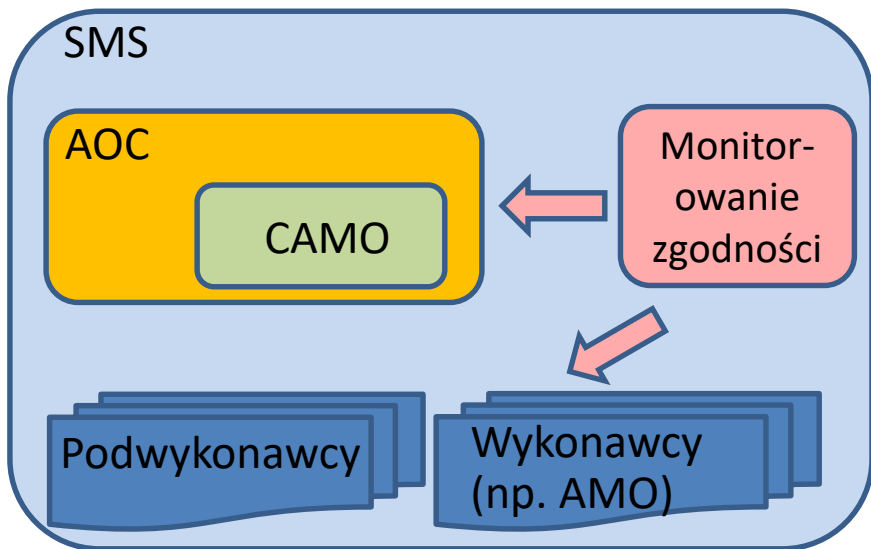 SMS
AOC
CAMO
Monitor-
owanie
zgodności
Podwykonawcy
Wykonawcy
(np. AMO)